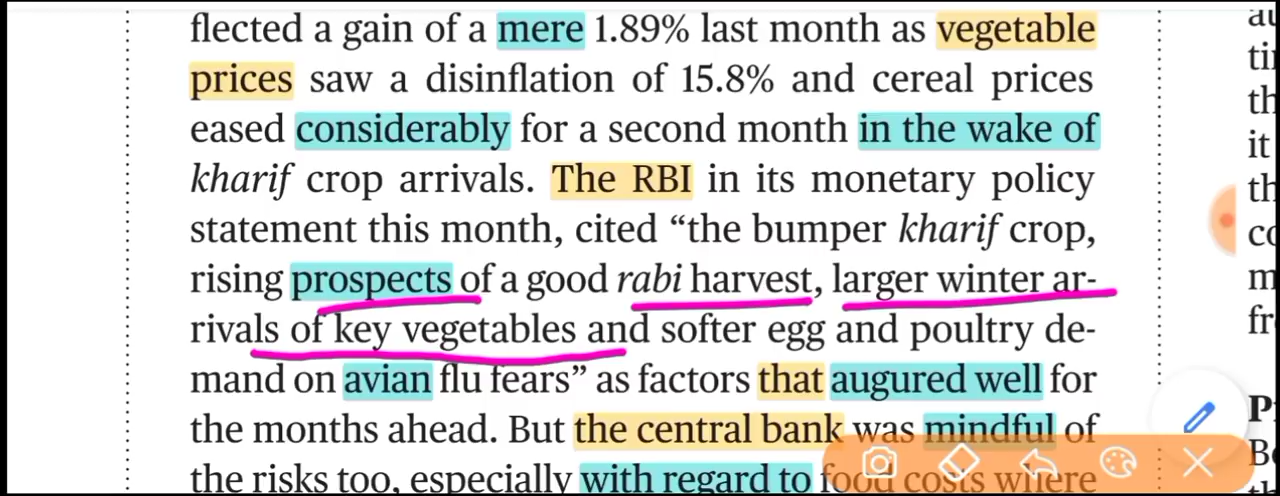 flected a gain of a mere 1.89% last month as vegetable
prices saw a disinflation of 15.8% and cereal prices
eased considerably for a second month in the wake of
kharif crop arrivals. The RBI in its monetary policy
statement this month, cited “the bumper kharif crop,
rising prospects of a good rabi harvest, larger winter ar-
rivals of key vegetables and softer egg and poultry de-
mand on avian flu fears” as factors that augured well for
the months ahead. But the central bank was mindful of
the risks too, especially with regard to food costs where